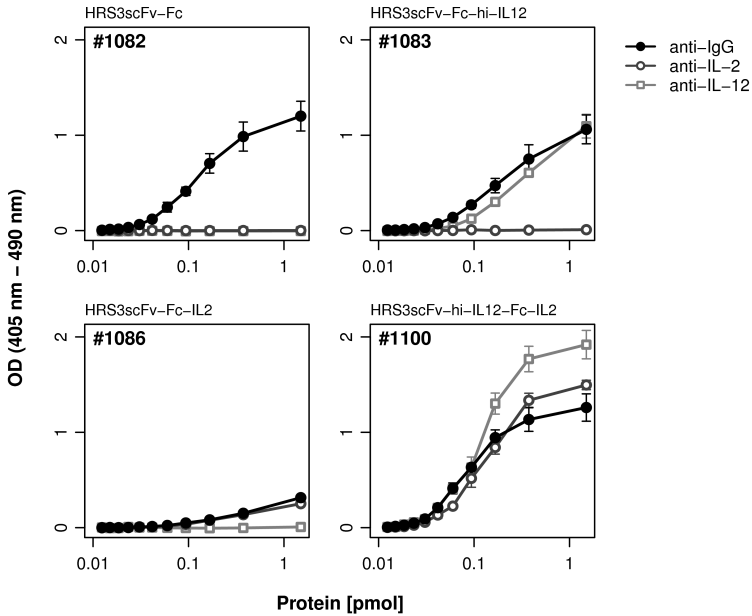 HRS3scFv−Fc
#1082
2
1
0
0.01 0.1 1
HRS3scFv−Fc−hi−IL12
#1083
2
1
0
0.01 0.1 1
anti−IgG
anti−IL−2
anti−IL−12
OD (405 nm − 490 nm)
HRS3scFv−Fc−IL2
#1086
2
1
0
0.01 0.1 1
HRS3scFv−hi−IL12−Fc−IL2
#1100
2
1
0
0.01 0.1 1
Protein [pmol]